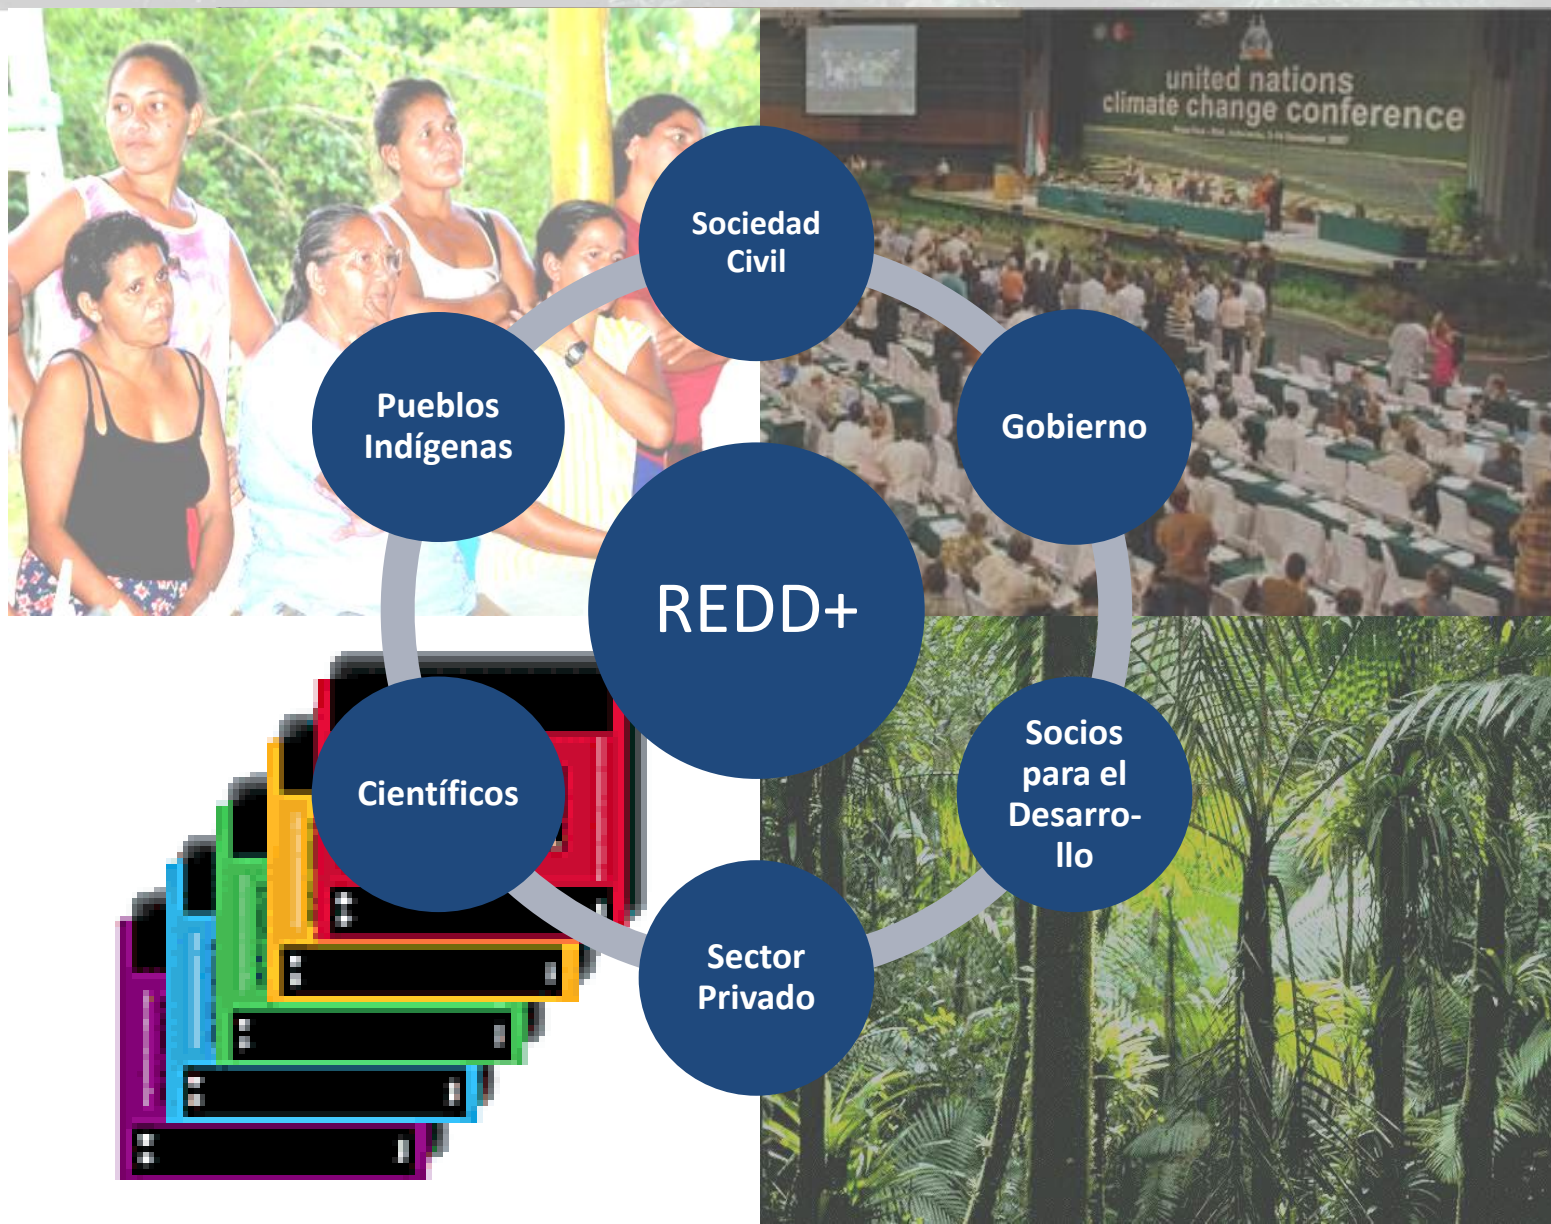 united nations
climate change conference
Sociedad
Civil
Pueblos
Indígenas
Gobierno
REDD+
Socios
para el
Desarro-
llo
Científicos
Sector
Privado